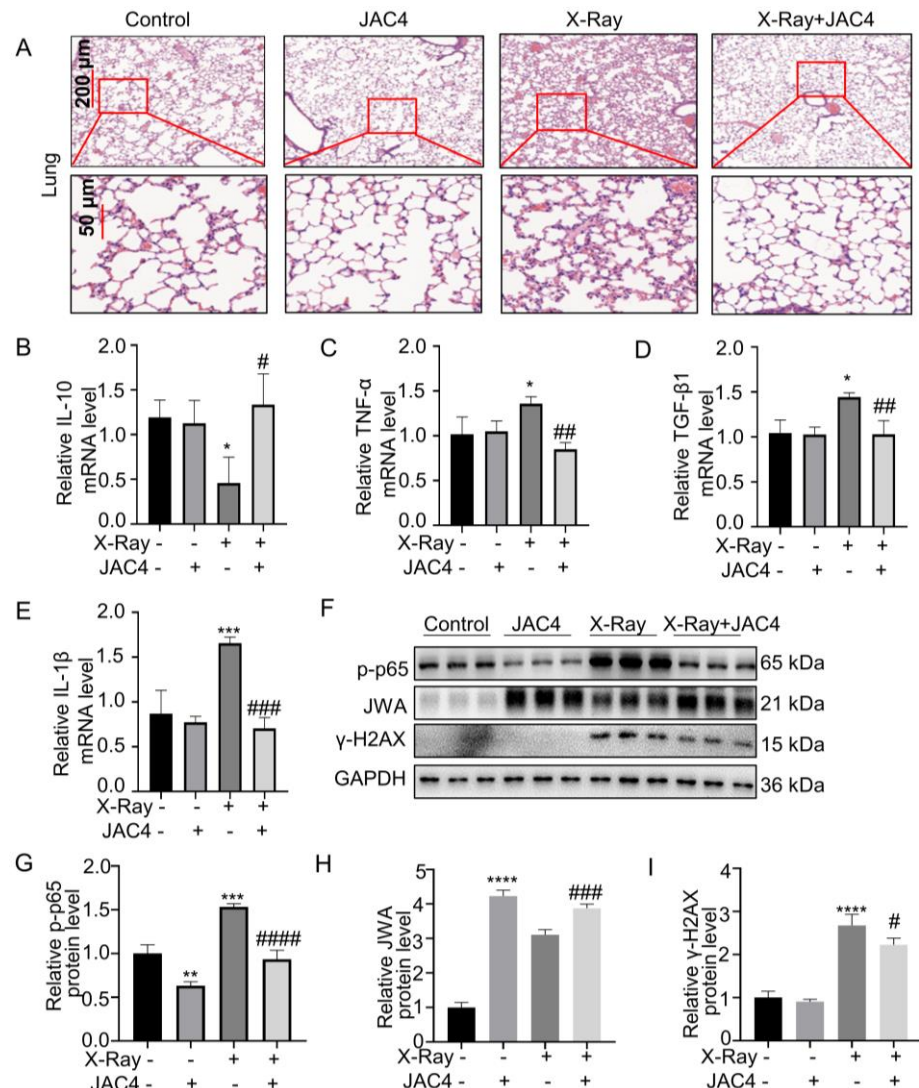 Control JAC4 X-Ray X-Ray+JAC4
A
200 μm
Lung
50 μm
B
Relative IL-10
mRNA level
2.0
1.5
1.0
0.5
0.0
*
#
X-Ray - - + +
JAC4 - + - +
C
Relative TNF-α
mRNA level
2.0
1.5
1.0
0.5
0.0
*
##
X-Ray - - + +
JAC4 - + - +
D
Relative TGF-β1
mRNA level
2.0
1.5
1.0
0.5
0.0
*
##
X-Ray - - + +
JAC4 - + - +
E
Relative IL-1β
mRNA level
2.0
1.5
1.0
0.5
0.0
***
###
X-Ray - - + +
JAC4 - + - +
F
Control JAC4 X-Ray X-Ray+JAC4
p-p65 65 kDa
JWA 21 kDa
γ-H2AX 15 kDa
GAPDH 36 kDa
G
Relative p-p65
protein level
2.0
1.5
1.0
0.5
0.0
**
***
####
X-Ray - - + +
JAC4 - + - +
H
Relative JWA
protein level
5
4
3
2
1
0
****
###
X-Ray - - + +
JAC4 - + - +
I
Relative γ-H2AX
protein level
4
3
2
1
0
****
#
X-Ray - - + +
JAC4 - + - +